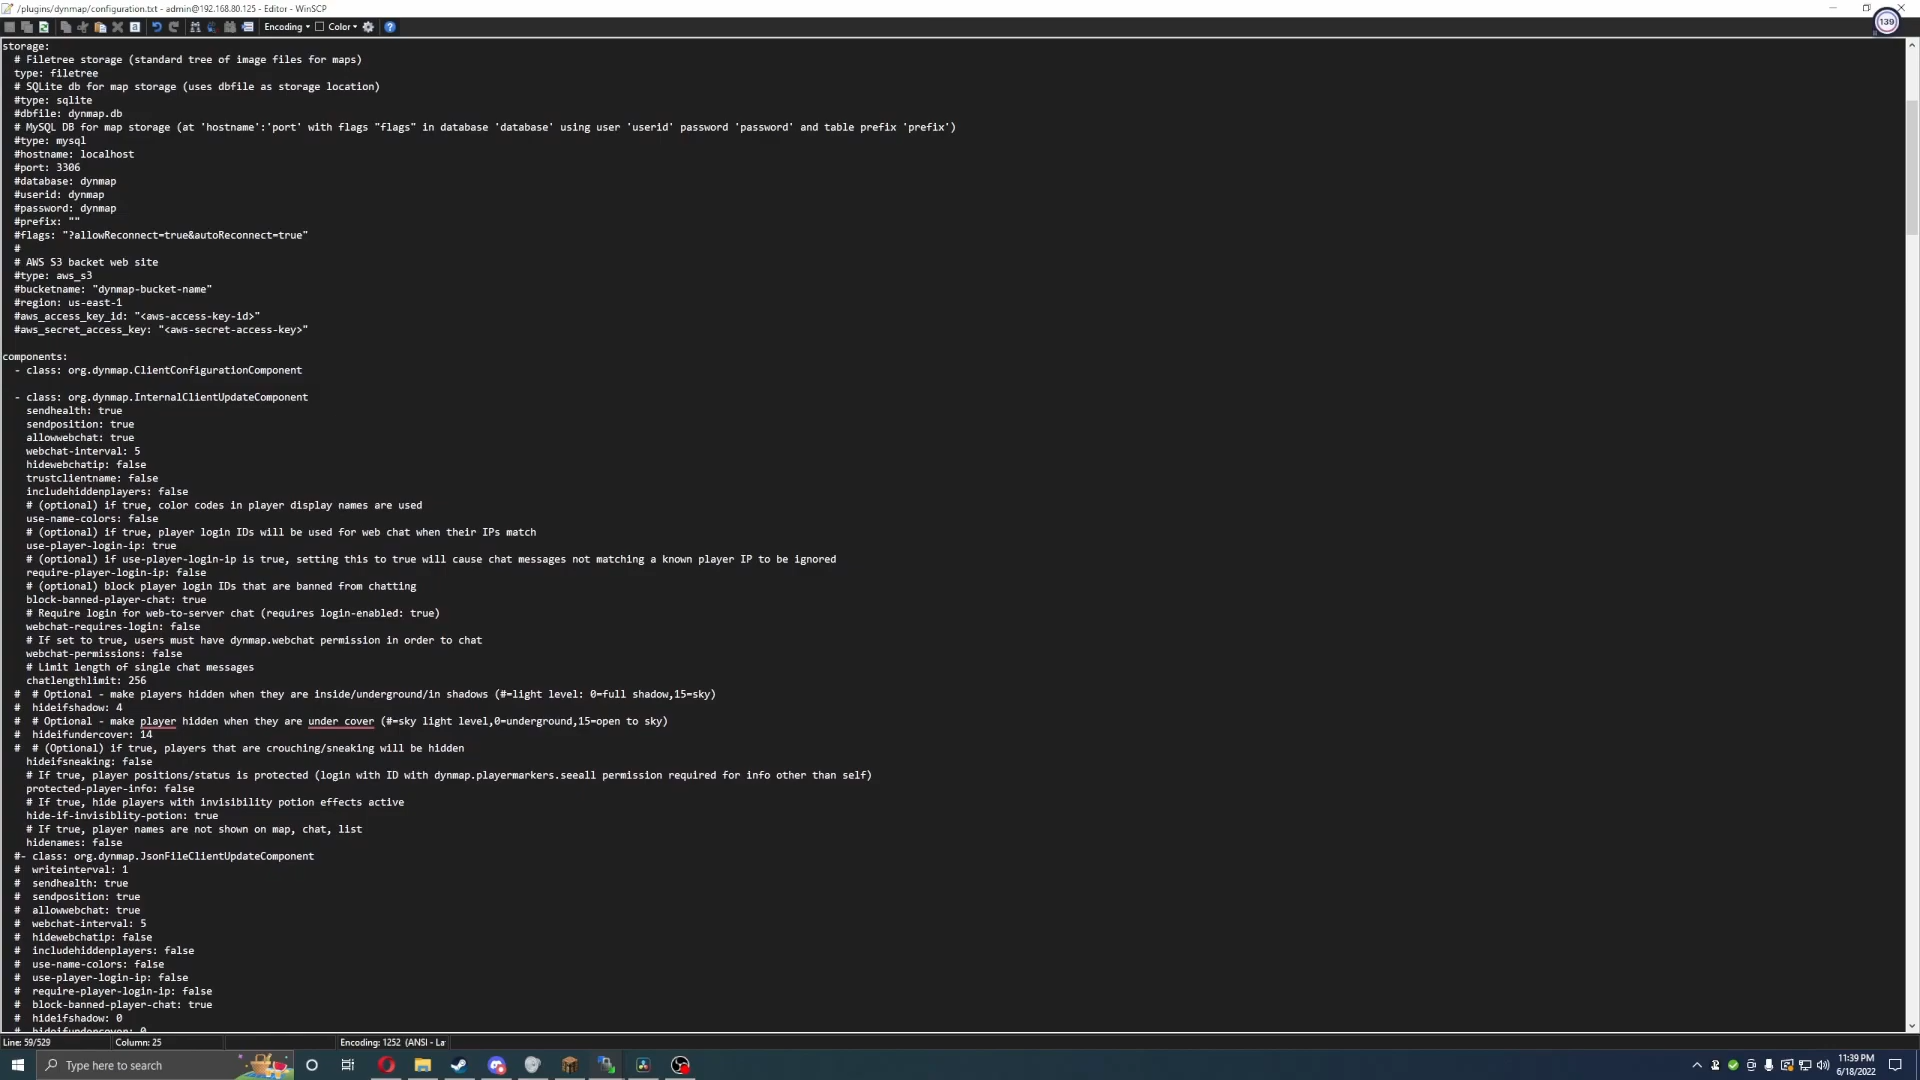 /plugins/dynmap/configuration.txt - admin@192.168.80.125 - Editor - WinSCP
139
Encoding
Color
storage:
# Filetree storage (standard tree of image files for maps)
type: filetree
# SQLite db for map storage (uses dbfile as storage location)
#type: sqlite
#dbfile: dynmap.db
# MySQL DB for map storage (at 'hostname':'port' with flags "flags" in database 'database' using user 'userid' password 'password' and table prefix 'prefix')
#type: mysql
#hostname: localhost
#port: 3306
#database: dynmap
#userid: dynmap
#password: dynmap
#prefix: ""
#flags: "?allowReconnect=true&autoReconnect=true"
#
# AWS S3 backet web site
#type: aws_s3
#bucketname: "dynmap-bucket-name"
#region: us-east-1
#aws_access_key_id: "<aws-access-key-id>"
#aws_secret_access_key: "<aws-secret-access-key>"
components:
- class: org.dynmap.ClientConfigurationComponent
- class: org.dynmap.InternalClientUpdateComponent
sendhealth: true
sendposition: true
allowwebchat: true
webchat-interval: 5
hidewebchatip: false
trustclientname: false
includehiddenplayers: false
# (optional) if true, color codes in player display names are used
use-name-colors: false
# (optional) if true, player login IDs will be used for web chat when their IPs match
use-player-login-ip: true
# (optional) if use-player-login-ip is true, setting this to true will cause chat messages not matching a known player IP to be ignored
require-player-login-ip: false
# (optional) block player login IDs that are banned from chatting
block-banned-player-chat: true
# Require login for web-to-server chat (requires login-enabled: true)
webchat-requires-login: false
# If set to true, users must have dynmap.webchat permission in order to chat
webchat-permissions: false
# Limit length of single chat messages
chatlengthlimit: 256
# # Optional - make players hidden when they are inside/underground/in shadows (#=light level: 0=full shadow,15=sky)
# hideifshadow: 4
# # Optional - make player hidden when they are under cover (#=sky light level,0=underground,15=open to sky)
# hideifundercover: 14
# # (Optional) if true, players that are crouching/sneaking will be hidden
hideifsneaking: false
# If true, player positions/status is protected (login with ID with dynmap.playermarkers.seeall permission required for info other than self)
protected-player-info: false
# If true, hide players with invisibility potion effects active
hide-if-invisiblity-potion: true
# If true, player names are not shown on map, chat, list
hidenames: false
#- class: org.dynmap.JsonFileClientUpdateComponent
# writeinterval: 1
# sendhealth: true
# sendposition: true
# allowwebchat: true
# webchat-interval: 5
# hidewebchatip: false
# includehiddenplayers: false
# use-name-colors: false
# use-player-login-ip: false
# require-player-login-ip: false
# block-banned-player-chat: true
# hideifshadow: 0
# hideifundercover: 0
Line: 59/529
Column: 25
Encoding: 1252 (ANSI - La
Type here to search
11:39 PM
6/18/2022